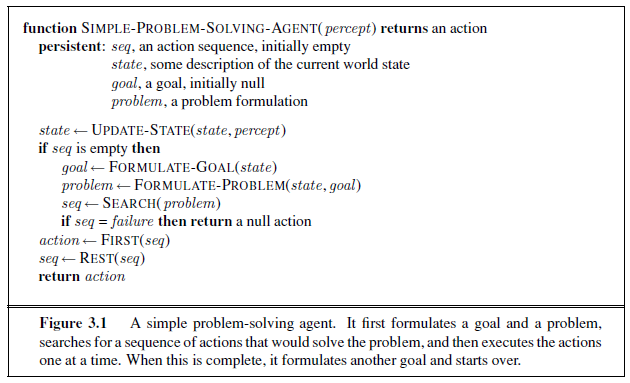 function SIMPLE-PROBLEM-SOLVING-AGENT(percept) returns an action
persistent: seq, an action sequence, initially empty
state, some description of the current world state
goal, a goal, initially null
problem, a problem formulation
state ← UPDATE-STATE(state, percept)
if seq is empty then
goal ← FORMULATE-GOAL(state)
problem ← FORMULATE-PROBLEM(state, goal)
seq ← SEARCH(problem)
if seq = failure then return a null action
action ← FIRST(seq)
seq ← REST(seq)
return action
Figure 3.1 A simple problem-solving agent. It first formulates a goal and a problem,
searches for a sequence of actions that would solve the problem, and then executes the actions
one at a time. When this is complete, it formulates another goal and starts over.